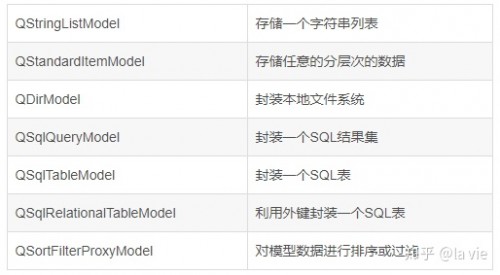 QStringListModel 存储一个字符串列表
QStandardItemModel 存储任意的分层次的数据
QDirModel 封装本地文件系统
QSqlQueryModel 封装一个SQL结果集
QSqlTableModel 封装一个SQL表
QSqlRelationalTableModel 利用外键封装一个SQL表
QSortFilterProxyModel 对模型数据进行排序或过滤
知乎 @la vie